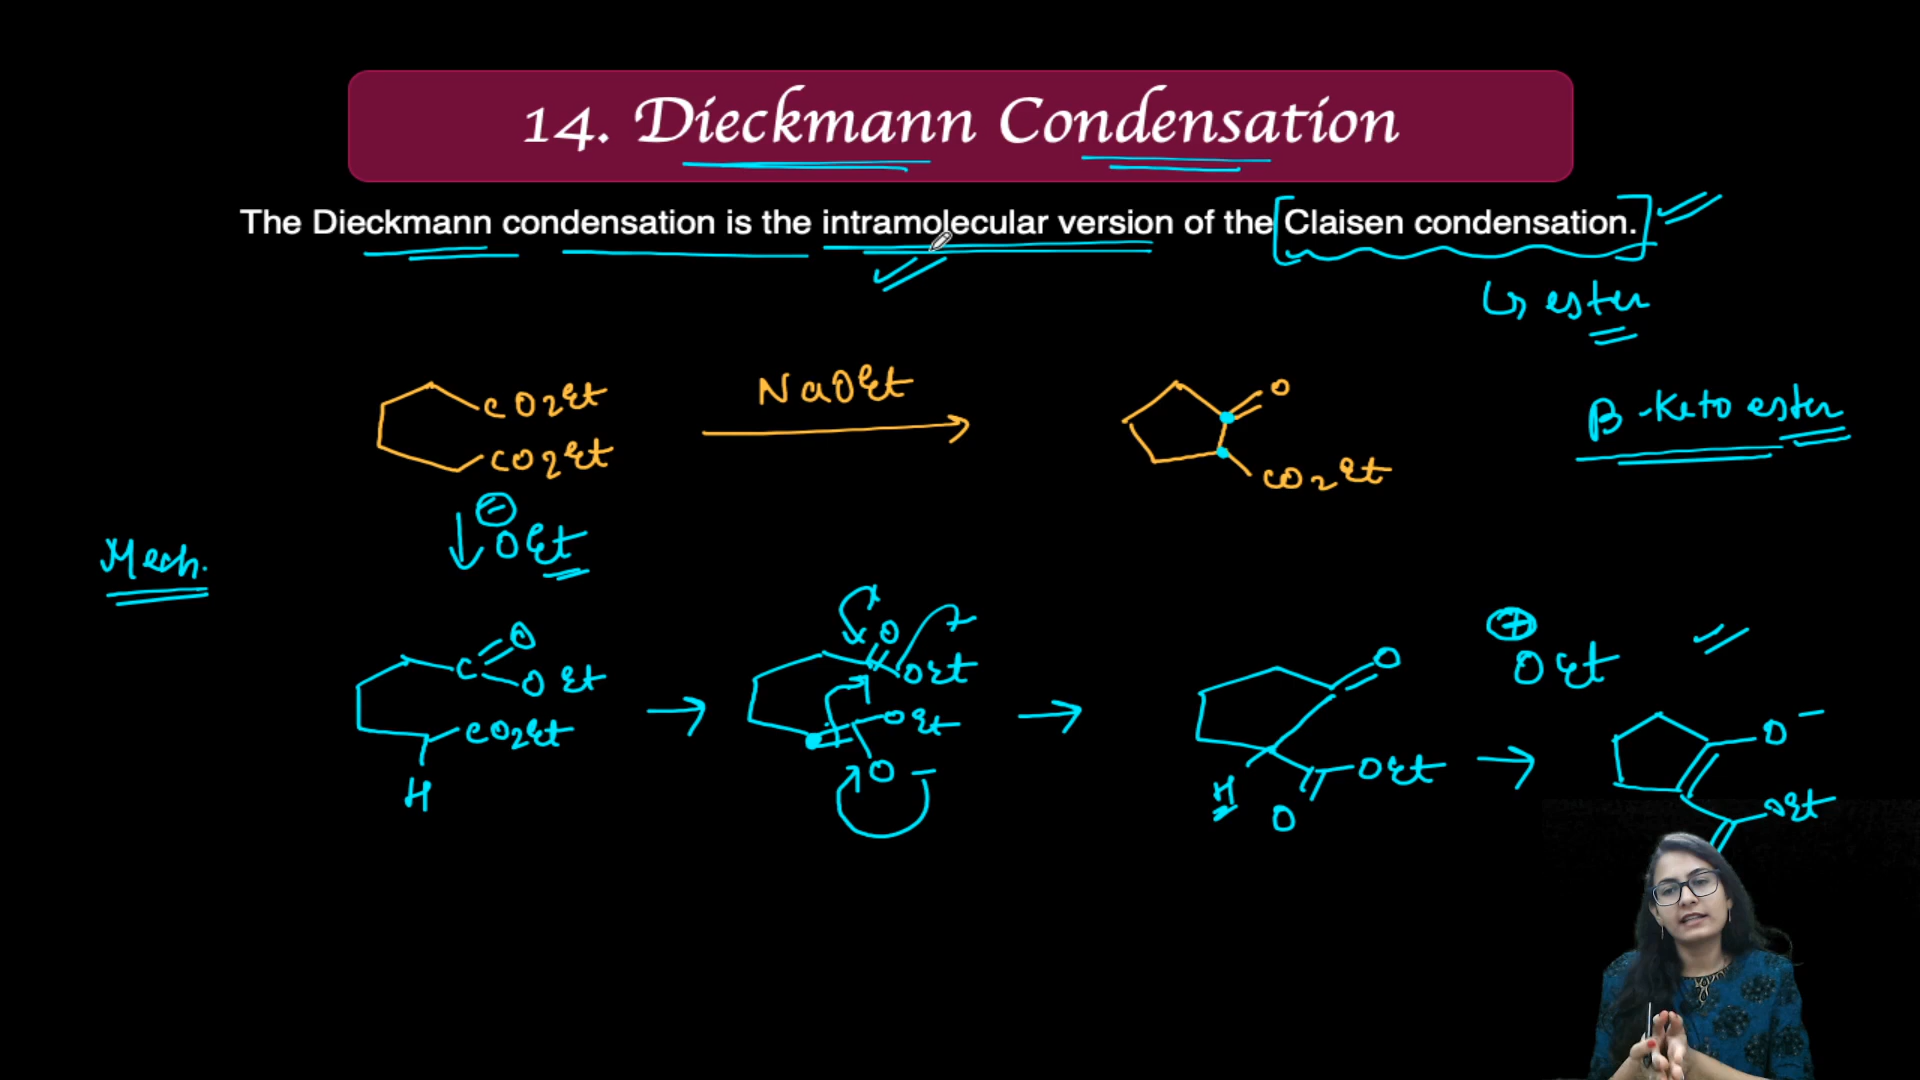 14. Dieckmann Condensation
The Dieckmann condensation is the intramolecular version of the Claisen condensation.
↳ ester
CO2Et
CO2Et
NaOEt
O
CO2Et
β-Keto ester
⊖
OEt
Mech.
C
O
O Et
CO2Et
H
O
OEt
OEt
O −
O
H
O
OEt
⊕
OEt
O −
OEt